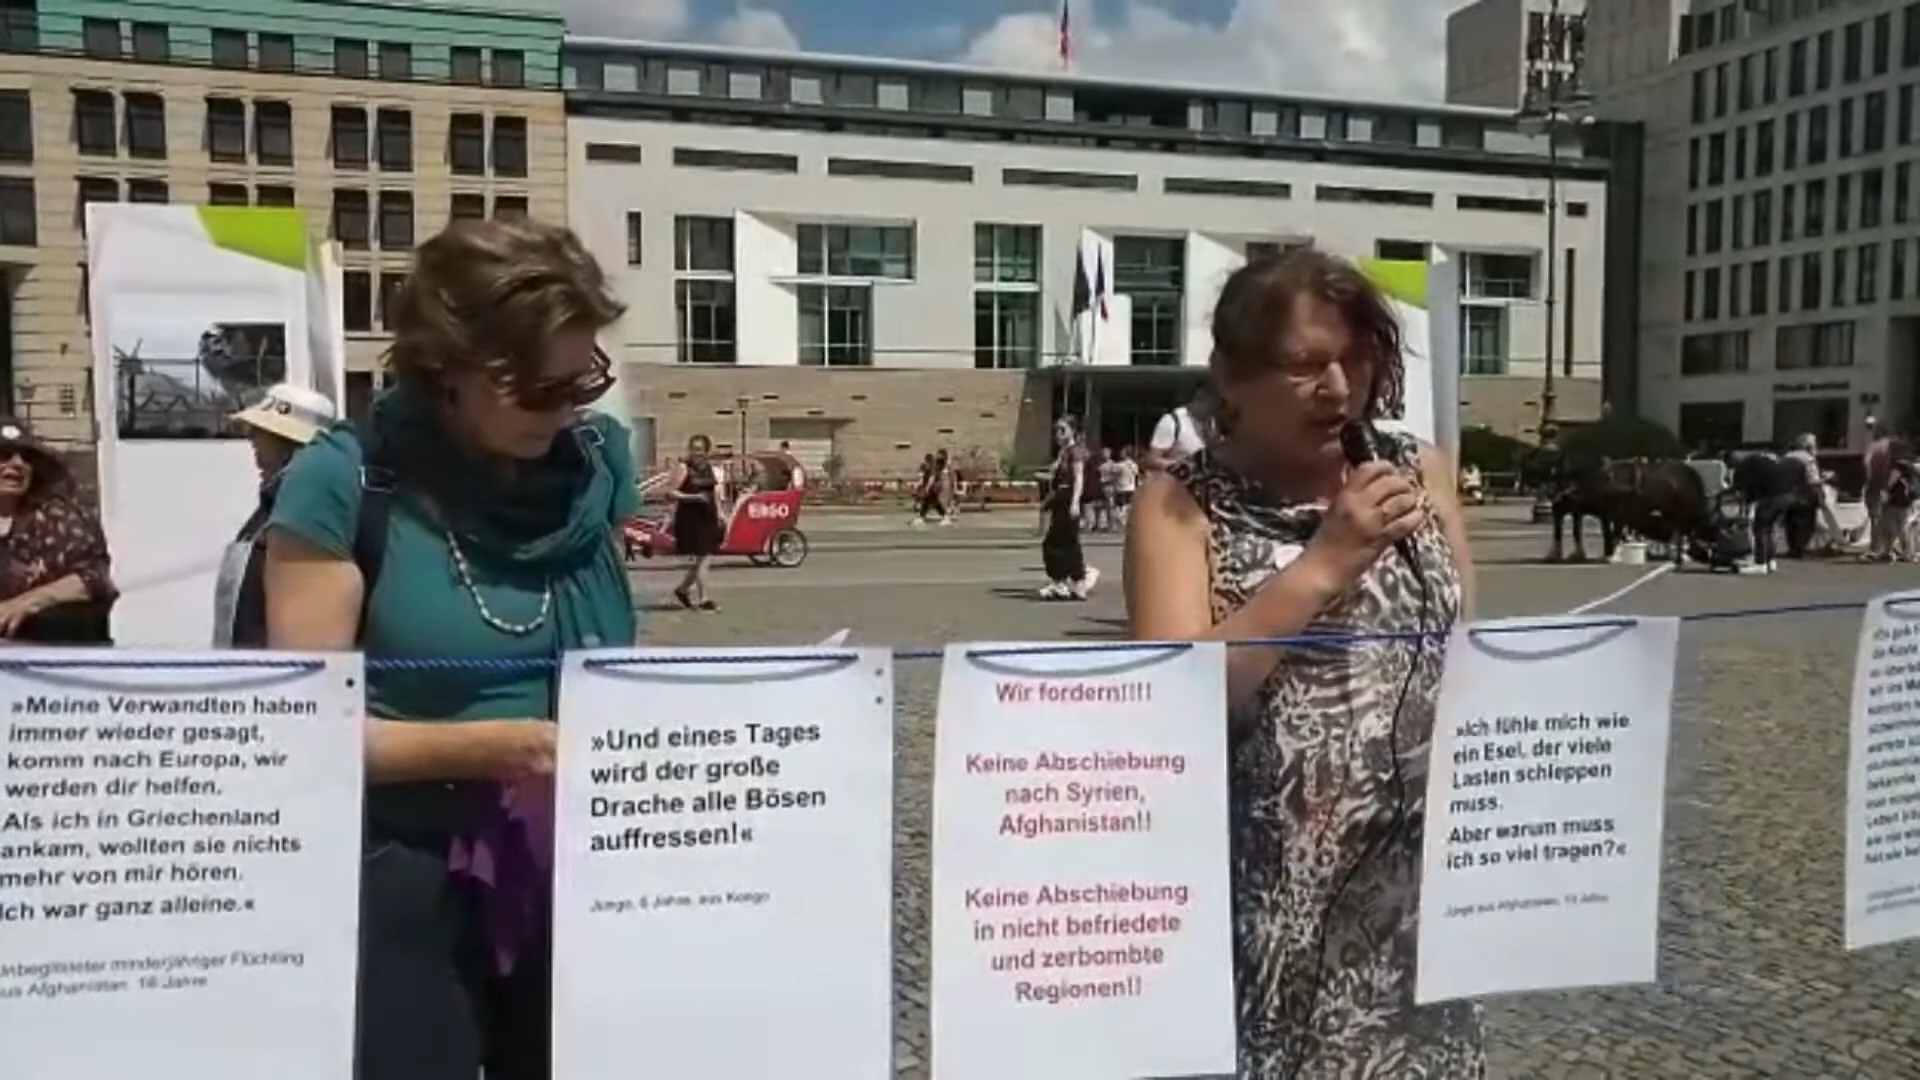 ERGO
»Meine Verwandten haben
immer wieder gesagt,
komm nach Europa, wir
werden dir helfen.
Als ich in Griechenland
ankam, wollten sie nichts
mehr von mir hören.
Ich war ganz alleine.«
Unbegleiteter minderjähriger Flüchtling
aus Afghanistan, 16 Jahre
»Und eines Tages
wird der große
Drache alle Bösen
auffressen!«
Junge, 6 Jahre, aus Kongo
Wir fordern!!!!
Keine Abschiebung
nach Syrien,
Afghanistan!!
Keine Abschiebung
in nicht befriedete
und zerbombte
Regionen!!
»Ich fühle mich wie
ein Esel, der viele
Lasten schleppen
muss.
Aber warum muss
ich so viel tragen?«
Junge aus Afghanistan,